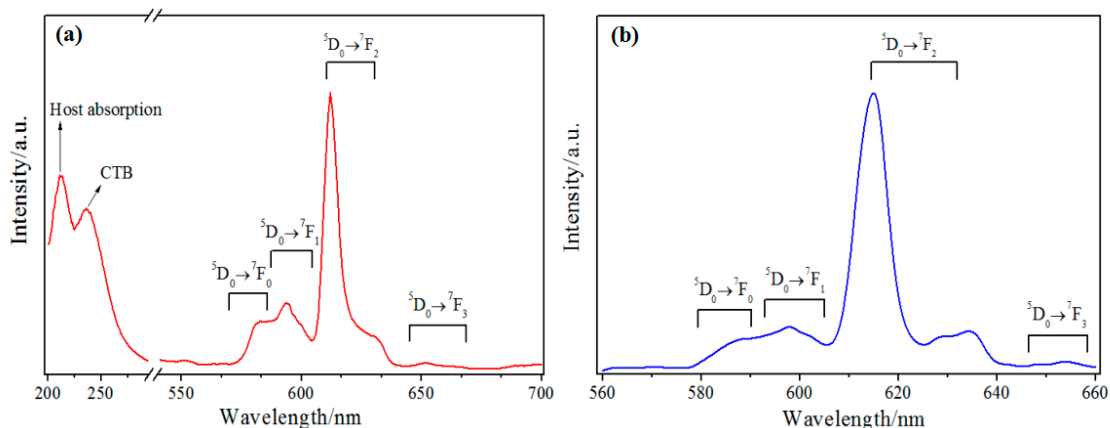 (a)
⁵D₀→⁷F₂
Host absorption
CTB
⁵D₀→⁷F₁
⁵D₀→⁷F₀
⁵D₀→⁷F₃
Intensity/a.u.
200 250 550 600 650 700
Wavelength/nm
(b)
⁵D₀→⁷F₂
⁵D₀→⁷F₀
⁵D₀→⁷F₁
⁵D₀→⁷F₃
Intensity/a.u.
560 580 600 620 640 660
Wavelength/nm